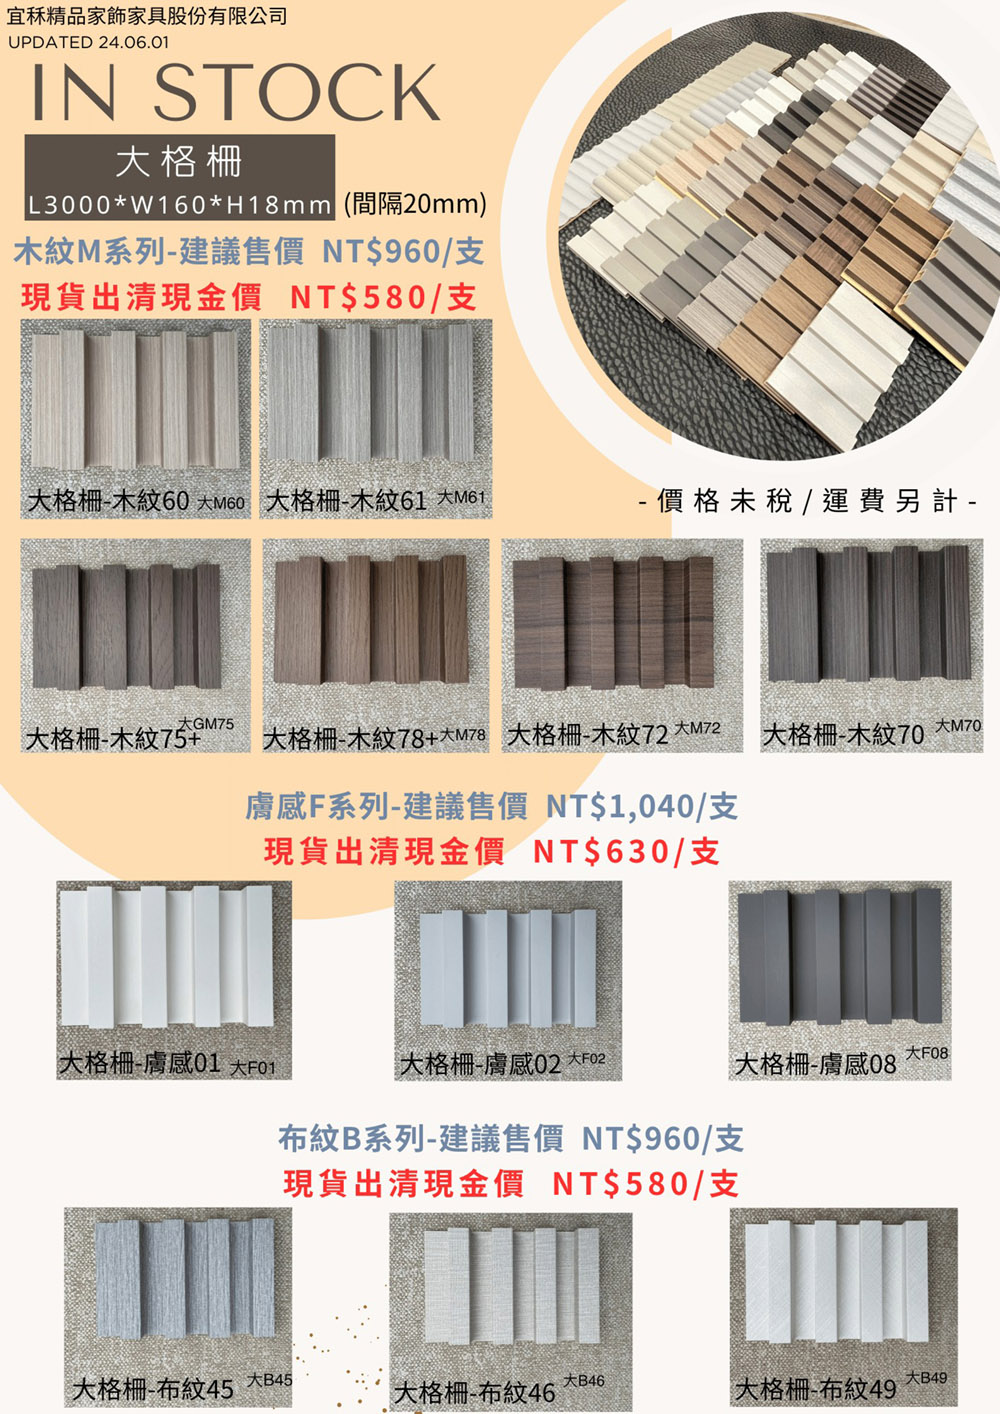 宜秝精品家飾家具股份有限公司
UPDATED 24.06.01
IN STOCK
大格柵
L3000*W160*H18mm (間隔20mm)
木紋M系列-建議售價 NT$960/支
現貨出清現金價 NT$580/支
大格柵-木紋60 大M60
大格柵-木紋61 大M61
- 價格未稅/運費另計 -
大格柵-木紋75+ 大GM75
大格柵-木紋78+ 大M78
大格柵-木紋72 大M72
大格柵-木紋70 大M70
膚感F系列-建議售價 NT$1,040/支
現貨出清現金價 NT$630/支
大格柵-膚感01 大F01
大格柵-膚感02 大F02
大格柵-膚感08 大F08
布紋B系列-建議售價 NT$960/支
現貨出清現金價 NT$580/支
大格柵-布紋45 大B45
大格柵-布紋46 大B46
大格柵-布紋49 大B49